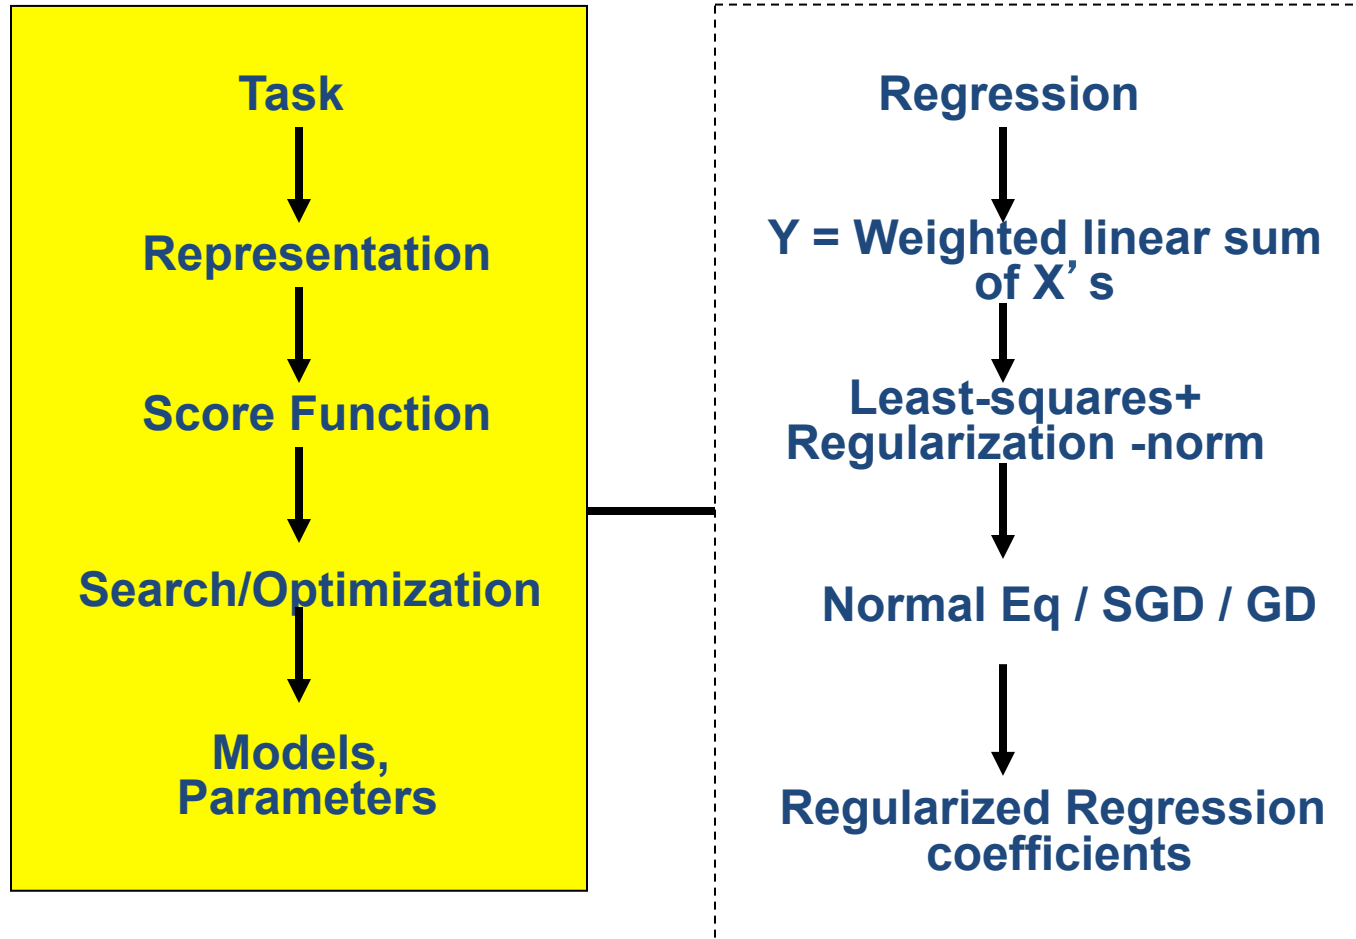 Task
Representation
Score Function
Search/Optimization
Models,
Parameters
Regression
Y = Weighted linear sum
of X’s
Least-squares+
Regularization -norm
Normal Eq / SGD / GD
Regularized Regression
coefficients